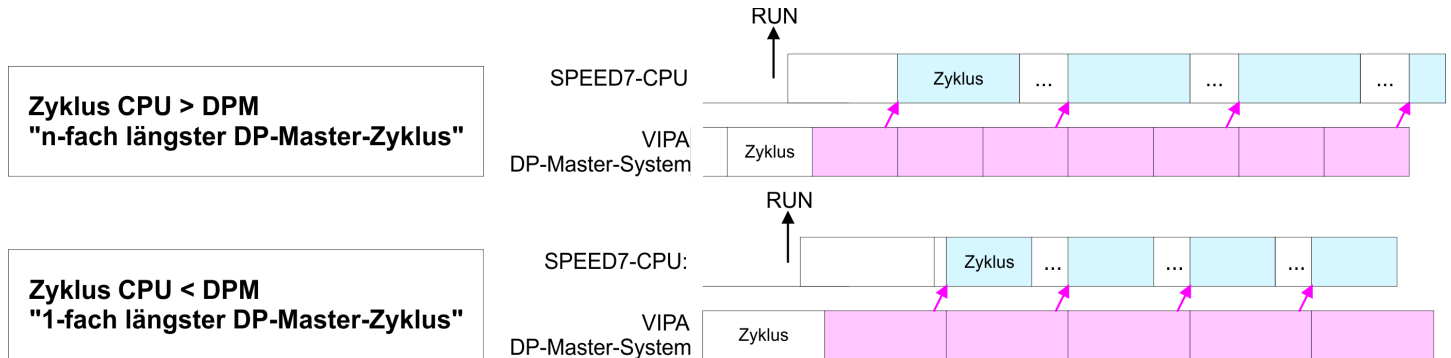 RUN
Zyklus CPU > DPM
"n-fach längster DP-Master-Zyklus"
SPEED7-CPU
Zyklus
...
...
...
VIPA
DP-Master-System
Zyklus
RUN
Zyklus CPU < DPM
"1-fach längster DP-Master-Zyklus"
SPEED7-CPU:
Zyklus
...
...
...
VIPA
DP-Master-System
Zyklus